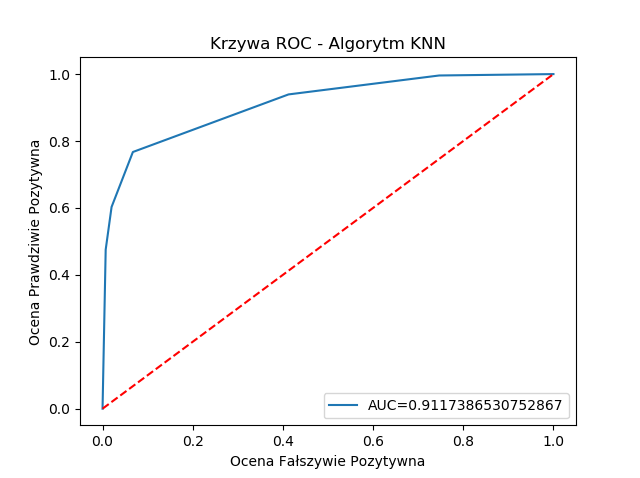 Krzywa ROC - Algorytm KNN
1.0
0.8
0.6
0.4
0.2
0.0
Ocena Prawdziwie Pozytywna
AUC=0.9117386530752867
0.0 0.2 0.4 0.6 0.8 1.0
Ocena Fałszywie Pozytywna